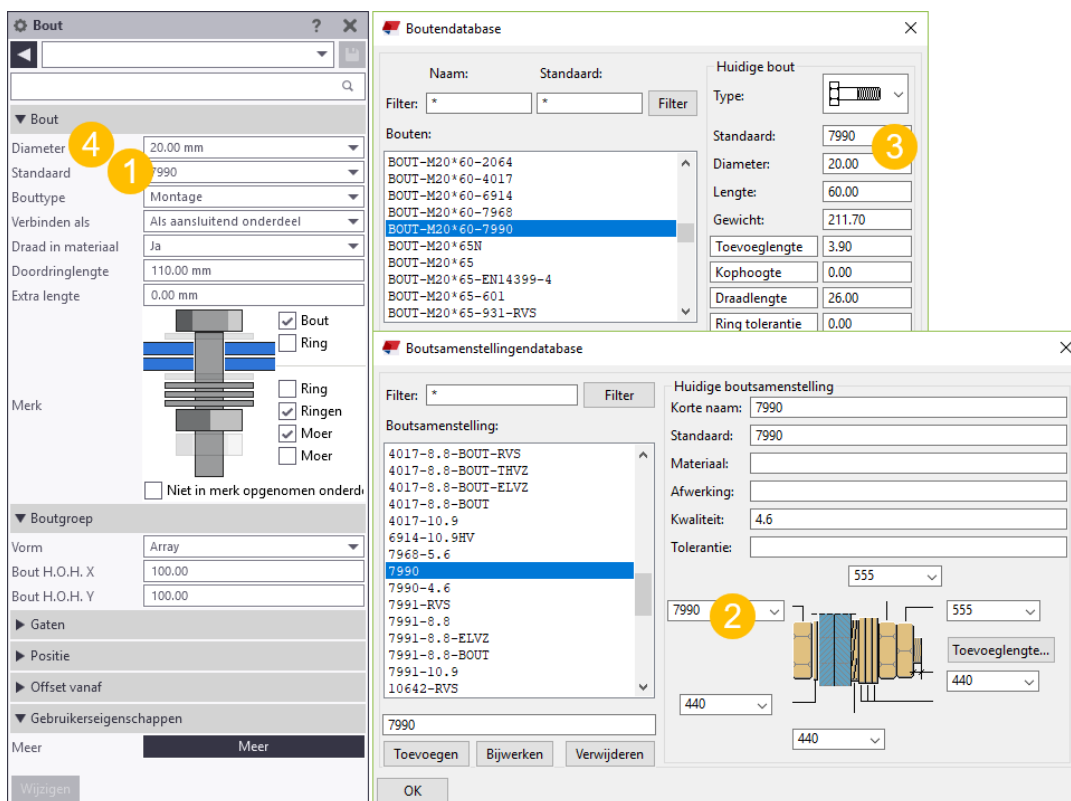 Bout
?
Bout
Diameter 4 20.00 mm
Standaard 1 7990
Bouttype Montage
Verbinden als Als aansluitend onderdeel
Draad in materiaal Ja
Doordringlengte 110.00 mm
Extra lengte 0.00 mm
Bout
Ring
Merk
Ring
Ringen
Moer
Moer
Niet in merk opgenomen onderd
Boutgroep
Vorm Array
Bout H.O.H. X 100.00
Bout H.O.H. Y 100.00
Gaten
Positie
Offset vanaf
Gebruikerseigenschappen
Meer Meer
Wijzigen
Boutendatabase
Naam: Standaard:
Filter: * * Filter
Bouten:
BOUT-M20*60-2064
BOUT-M20*60-4017
BOUT-M20*60-6914
BOUT-M20*60-7968
BOUT-M20*60-7990
BOUT-M20*65N
BOUT-M20*65
BOUT-M20*65-EN14399-4
BOUT-M20*65-601
BOUT-M20*65-931-RVS
Huidige bout
Type:
Standaard: 7990
3
Diameter: 20.00
Lengte: 60.00
Gewicht: 211.70
Toevoeglengte 3.90
Kophoogte 0.00
Draadlengte 26.00
Ring tolerantie 0.00
Boutsamenstellingendatabase
Filter: * Filter
Boutsamenstelling:
4017-8.8-BOUT-RVS
4017-8.8-BOUT-THVZ
4017-8.8-BOUT-ELVZ
4017-8.8-BOUT
4017-10.9
6914-10.9HV
7968-5.6
7990
7990-4.6
7991-RVS
7991-8.8
7991-8.8-ELVZ
7991-8.8-BOUT
7991-10.9
10642-RVS
7990
Toevoegen Bijwerken Verwijderen
OK
Huidige boutsamenstelling
Korte naam: 7990
Standaard: 7990
Materiaal:
Afwerking:
Kwaliteit: 4.6
Tolerantie:
555
7990 2 555
Toevoeglengte...
440
440
440